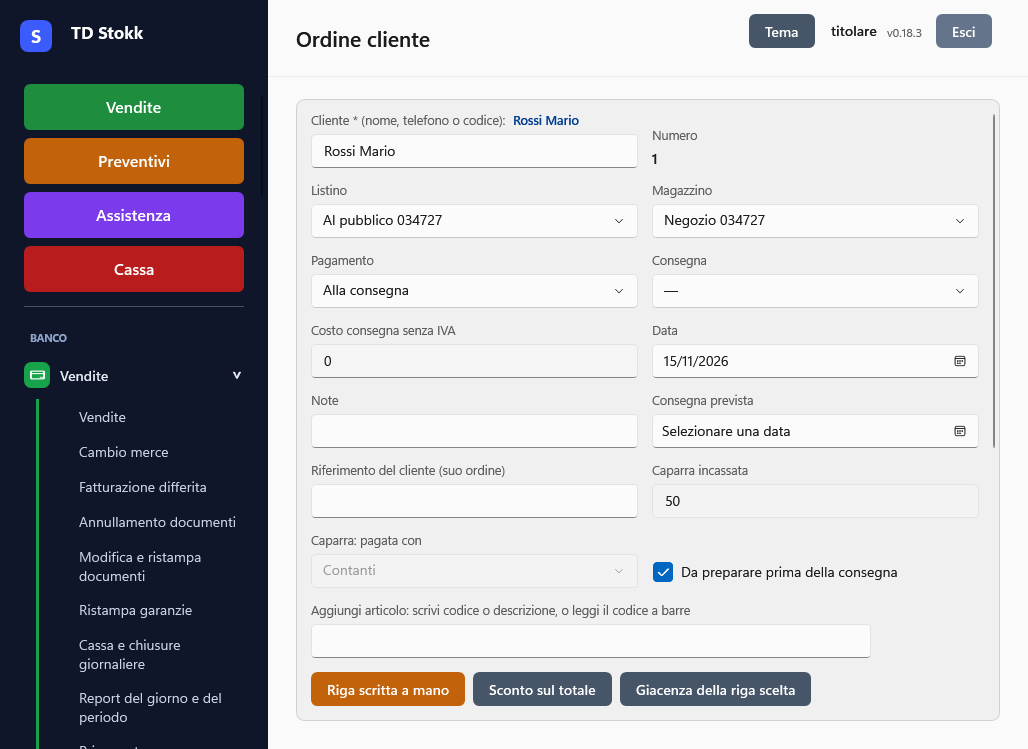 S
TD Stokk
Vendite
Preventivi
Assistenza
Cassa
BANCO
Vendite
Vendite
Cambio merce
Fatturazione differita
Annullamento documenti
Modifica e ristampa
documenti
Ristampa garanzie
Cassa e chiusure
giornaliere
Report del giorno e del
periodo
Ordine cliente
Tema
titolare
v0.18.3
Esci
Cliente * (nome, telefono o codice): Rossi Mario
Rossi Mario
Numero
1
Listino
Al pubblico 034727
Magazzino
Negozio 034727
Pagamento
Alla consegna
Consegna
—
Costo consegna senza IVA
0
Data
15/11/2026
Note
Consegna prevista
Selezionare una data
Riferimento del cliente (suo ordine)
Caparra incassata
50
Caparra: pagata con
Contanti
Da preparare prima della consegna
Aggiungi articolo: scrivi codice o descrizione, o leggi il codice a barre
Riga scritta a mano
Sconto sul totale
Giacenza della riga scelta